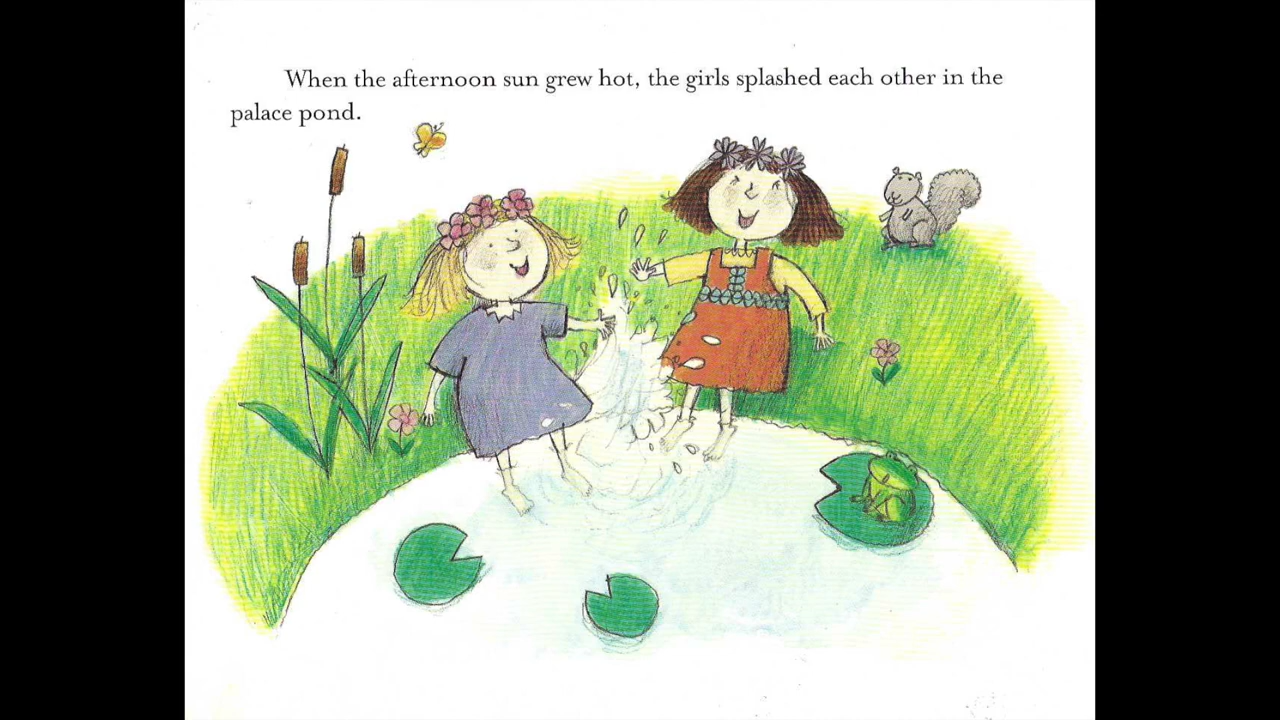 When the afternoon sun grew hot, the girls splashed each other in the
palace pond.